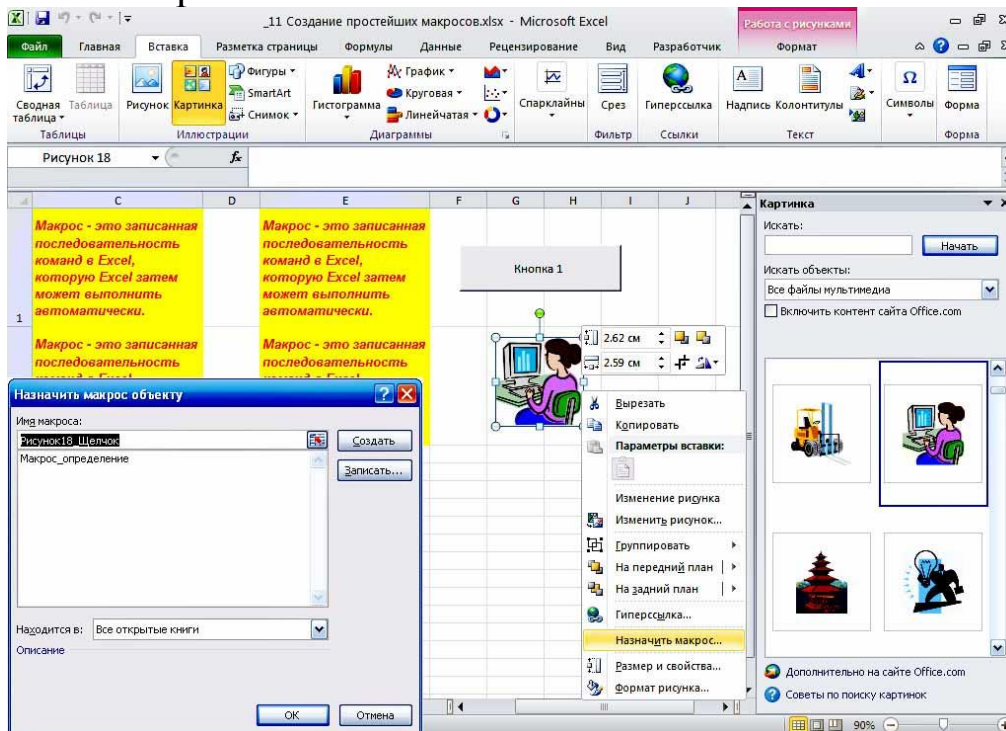 _11 Создание простейших макросов.xlsx - Microsoft Excel
Работа с рисунками
Файл Главная Вставка Разметка страницы Формулы Данные Рецензирование Вид Разработчик Формат
Сводная таблица
Таблица
Рисунок
Картинка
Фигуры
SmartArt
Снимок
Гистограмма
График
Круговая
Линейчатая
Спарклайны
Срез
Гиперссылка
Надпись
Колонтитулы
Символы
Форма
Таблицы Иллюстрации Диаграммы Фильтр Ссылки Текст Форма
Рисунок 18
fx
C D E F G H I J
1
Макрос - это записанная
последовательность
команд в Excel,
которую Excel затем
может выполнить
автоматически.
Макрос - это записанная
последовательность
Макрос - это записанная
последовательность
команд в Excel,
которую Excel затем
может выполнить
автоматически.
Макрос - это записанная
последовательность
Кнопка 1
2.62 см
2.59 см
Вырезать
Копировать
Параметры вставки:
Изменение рисунка
Изменить рисунок...
Группировать
На передний план
На задний план
Гиперссылка...
Назначить макрос...
Размер и свойства...
Формат рисунка...
Назначить макрос объекту
Имя макроса:
Рисунок18_Щелчок
Создать
Макрос_определение
Записать...
Находится в: Все открытые книги
Описание
ОК Отмена
Картинка
Искать:
Начать
Искать объекты:
Все файлы мультимедиа
Включить контент сайта Office.com
Дополнительно на сайте Office.com
Советы по поиску картинок
90%